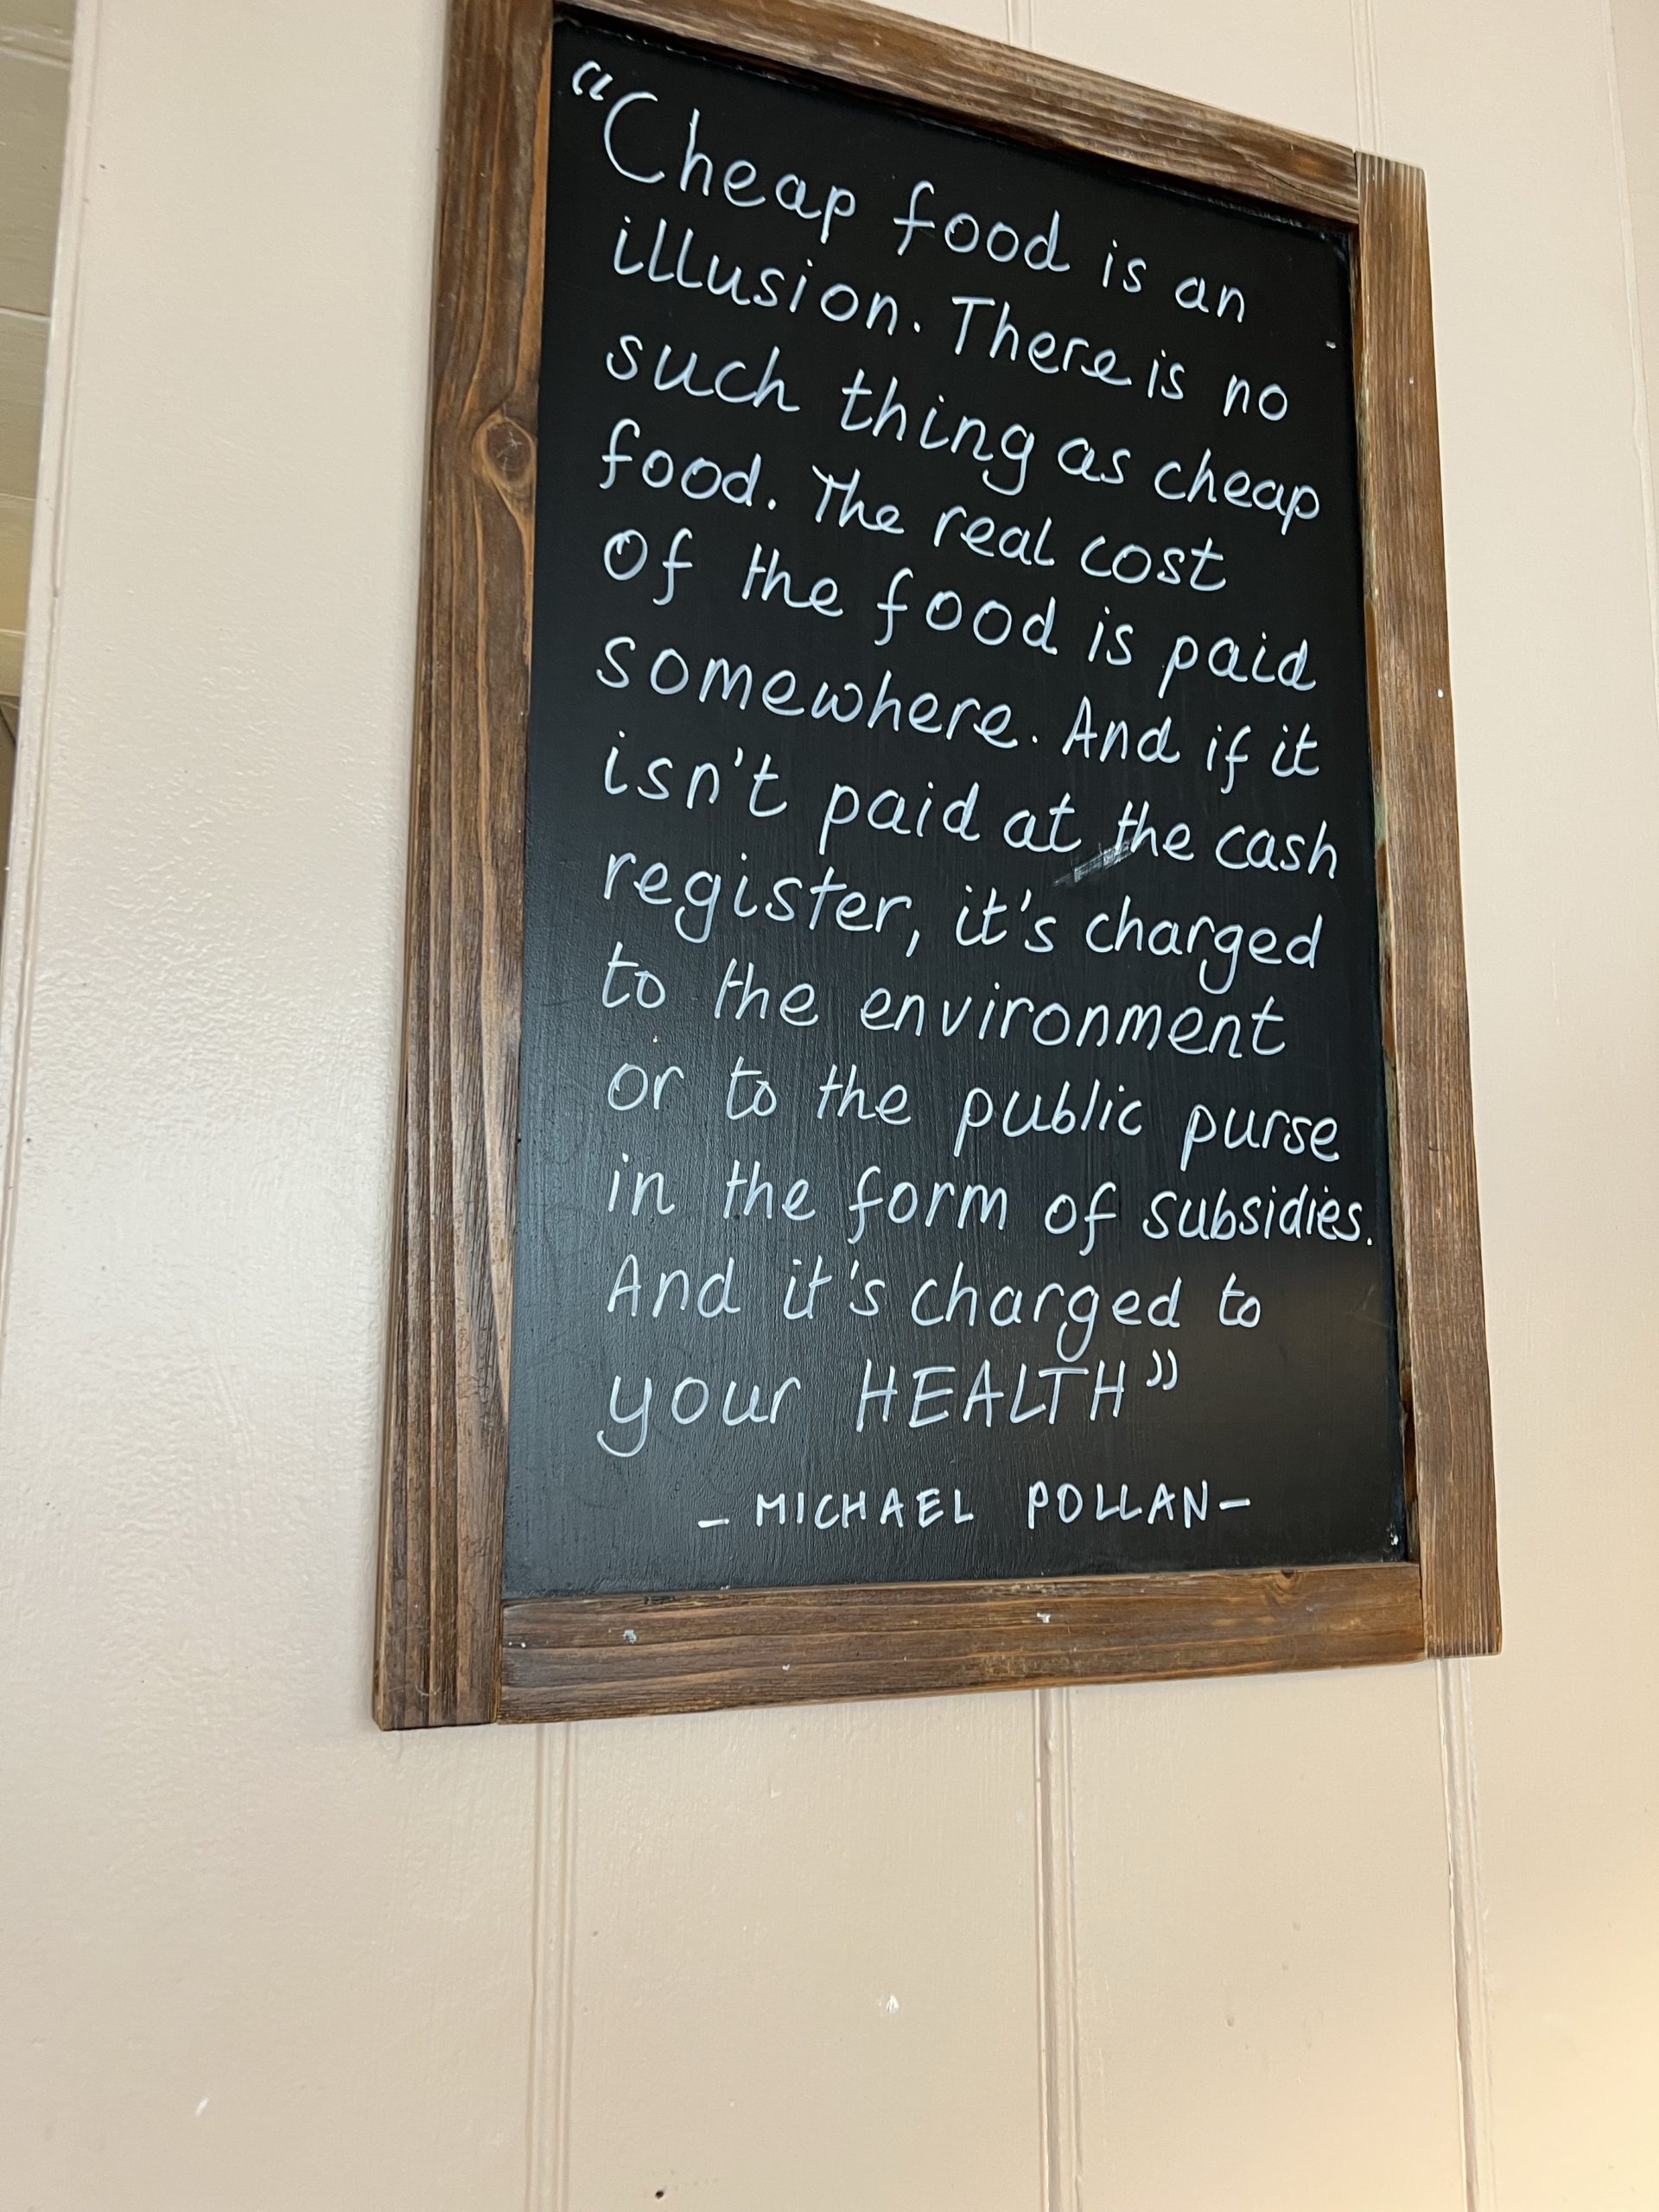 “Cheap food is an
illusion. There is no
such thing as cheap
food. The real cost
of the food is paid
somewhere. And if it
isn't paid at the cash
register, it's charged
to the environment
or to the public purse
in the form of subsidies.
And it's charged to
your HEALTH”
- MICHAEL POLLAN-